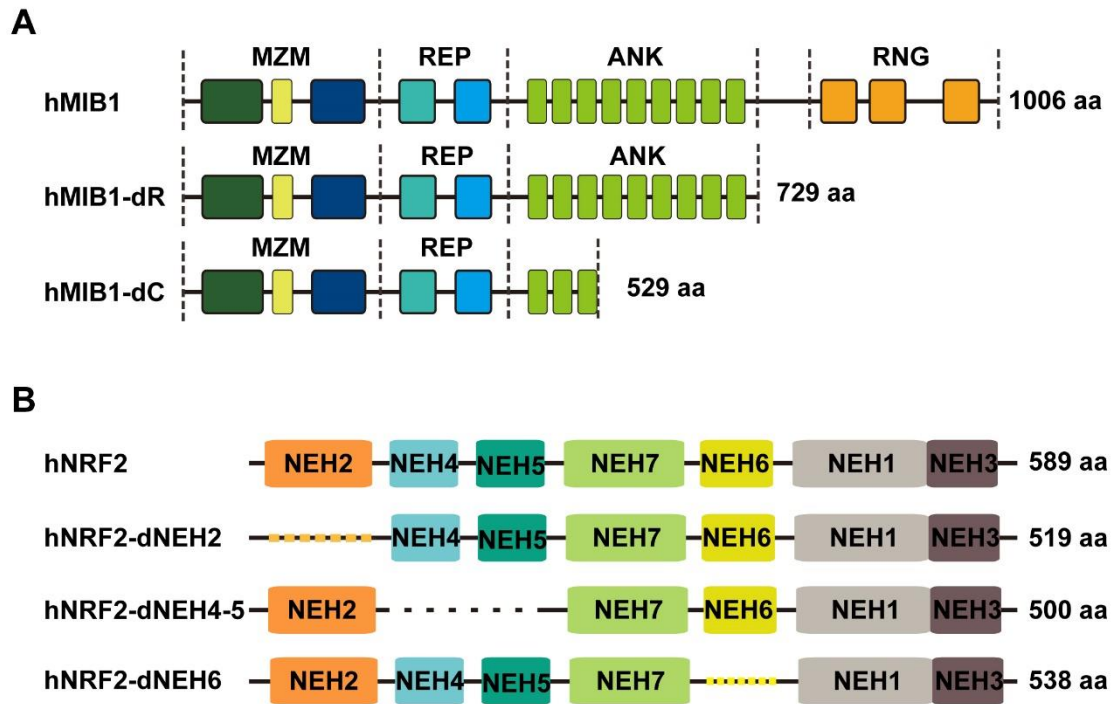 A
MZM REP ANK RNG
hMIB1 1006 aa
MZM REP ANK
hMIB1-dR 729 aa
MZM REP
hMIB1-dC 529 aa
B
hNRF2 NEH2 NEH4 NEH5 NEH7 NEH6 NEH1 NEH3 589 aa
hNRF2-dNEH2 NEH4 NEH5 NEH7 NEH6 NEH1 NEH3 519 aa
hNRF2-dNEH4-5 NEH2 NEH7 NEH6 NEH1 NEH3 500 aa
hNRF2-dNEH6 NEH2 NEH4 NEH5 NEH7 NEH1 NEH3 538 aa